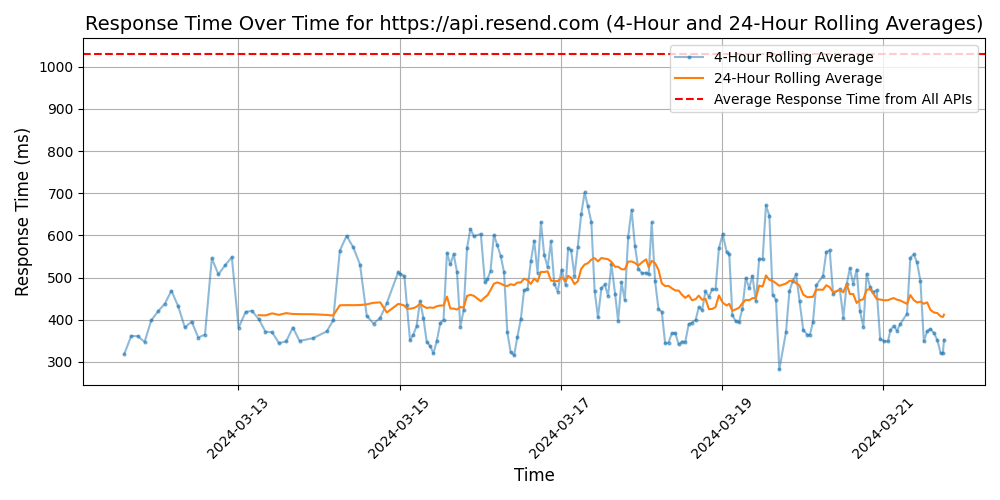 Response Time Over Time for https://api.resend.com (4-Hour and 24-Hour Rolling Averages)
4-Hour Rolling Average
24-Hour Rolling Average
Average Response Time from All APIs
Response Time (ms)
1000
900
800
700
600
500
400
300
2024-03-13
2024-03-15
2024-03-17
2024-03-19
2024-03-21
Time